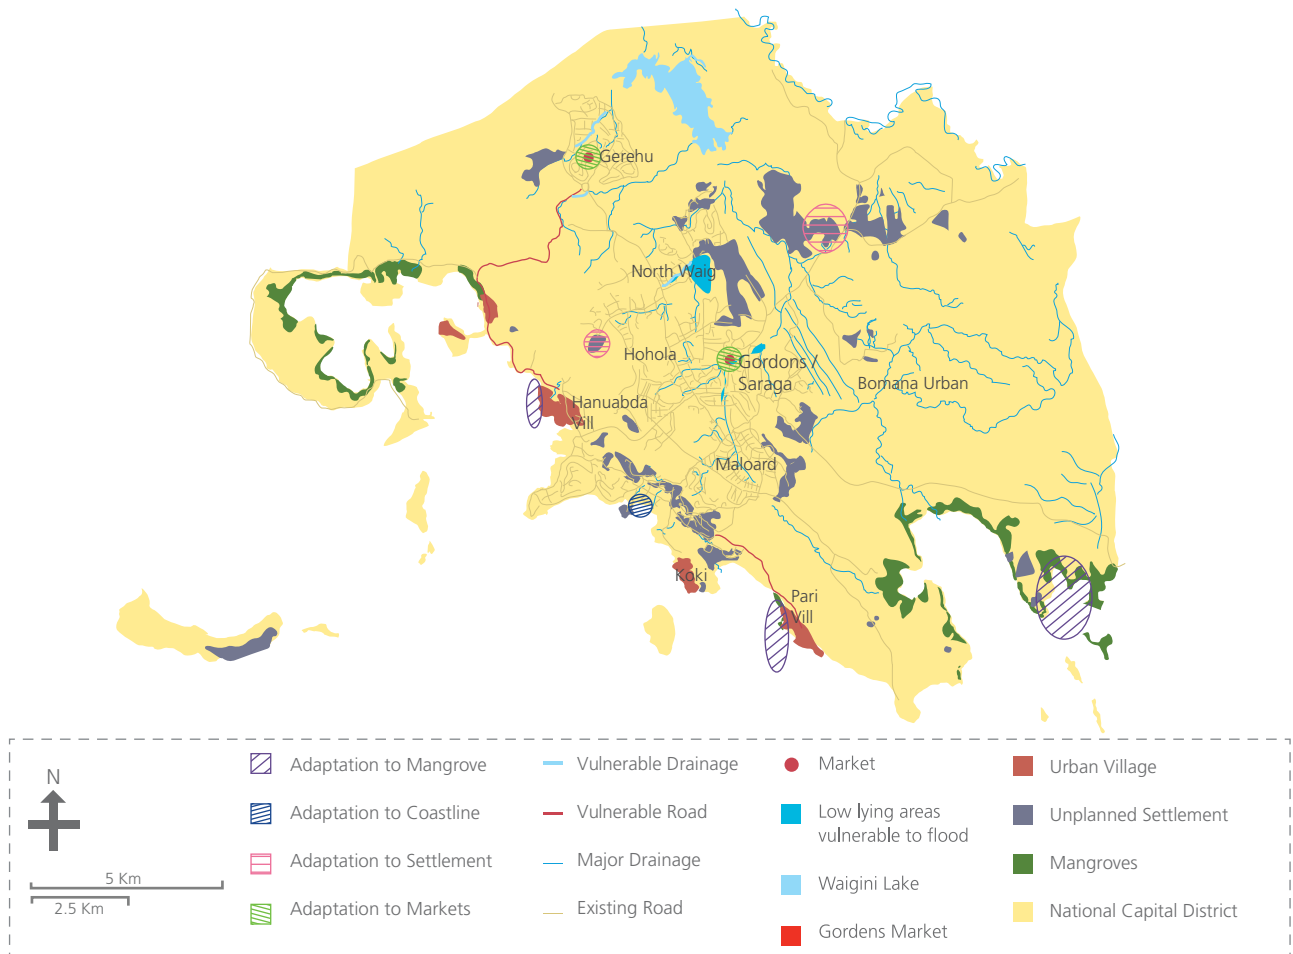 Gerehu
North Waig
Hohola
Gordons /
Saraga
Bomana Urban
Hanuabda
Vill
Maloard
Koki
Pari
Vill
N
5 Km
2.5 Km
Adaptation to Mangrove
Adaptation to Coastline
Adaptation to Settlement
Adaptation to Markets
Vulnerable Drainage
Vulnerable Road
Major Drainage
Existing Road
Market
Low lying areas
vulnerable to flood
Waigini Lake
Gordens Market
Urban Village
Unplanned Settlement
Mangroves
National Capital District